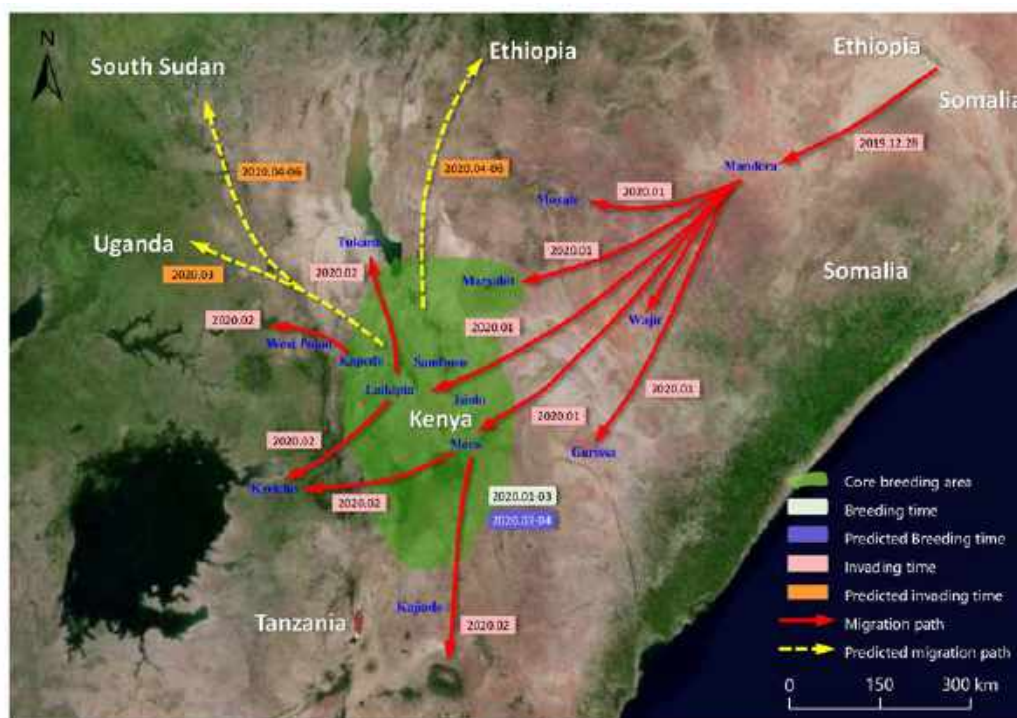 N
South Sudan
Ethiopia
Ethiopia
Somalia
2019.12.28
Mandera
2020.04-06
2020.04-06
2020.01
Moyale
Uganda
Tukana
2020.01
Somalia
2020.03
2020.02
Marsabit
2020.02
2020.01
Wajir
West Pojot
Kapedo
Samburu
Laikipia
Isiolo
2020.01
Kenya
2020.01
2020.02
Meru
Garissa
Kericho
2020.02
2020.01-03
2020.03-04
Kajiado
Tanzania
2020.02
Core breeding area
Breeding time
Predicted Breeding time
Invading time
Predicted invading time
Migration path
Predicted migration path
0 150 300 km